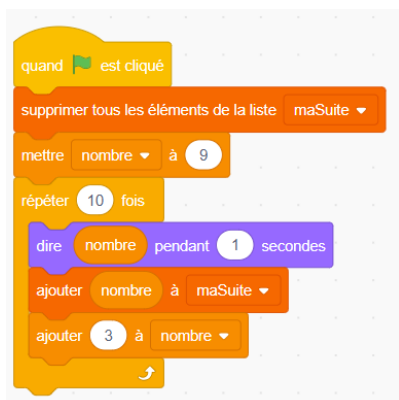 quand est cliqué
supprimer tous les éléments de la liste maSuite
mettre nombre à 9
répéter 10 fois
dire nombre pendant 1 secondes
ajouter nombre à maSuite
ajouter 3 à nombre